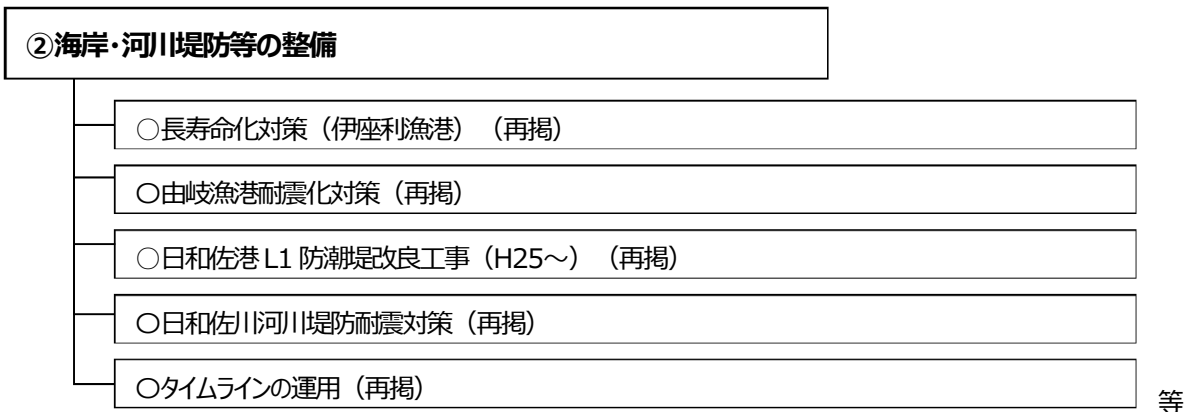 ②海岸・河川堤防等の整備
○長寿命化対策（伊座利漁港）（再掲）
〇由岐漁港耐震化対策（再掲）
○日和佐港 L1 防潮堤改良工事（H25～）（再掲）
〇日和佐川河川堤防耐震対策（再掲）
〇タイムラインの運用（再掲）
等